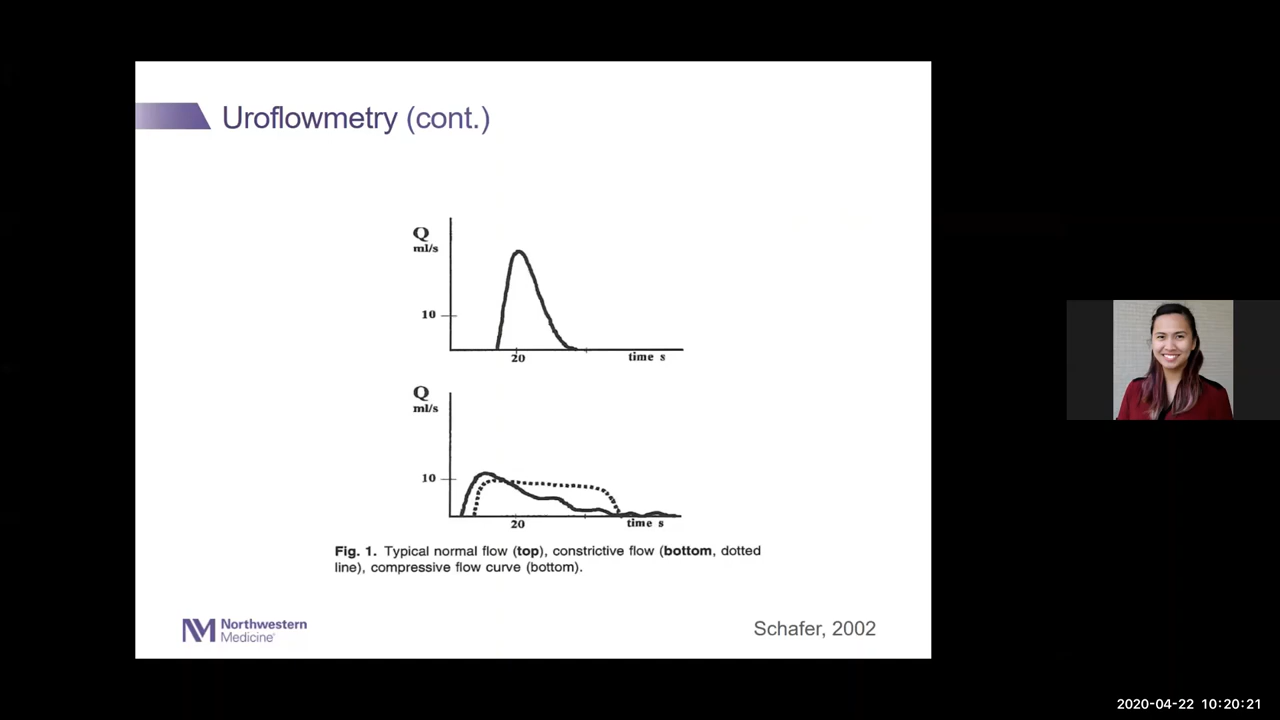 Uroflowmetry (cont.)
Q
ml/s
10
20
time s
Q
ml/s
10
20
time s
Fig. 1. Typical normal flow (top), constrictive flow (bottom, dotted
line), compressive flow curve (bottom).
Northwestern
Medicine
Schafer, 2002
2020-04-22 10:20:21